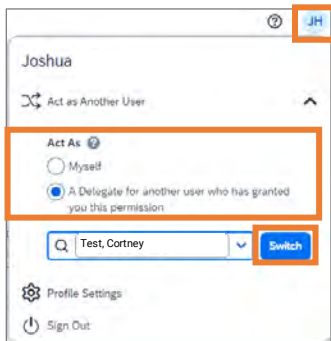 JH
Joshua
Act as Another User
Act As
Myself
A Delegate for another user who has granted
you this permission
Test, Cortney
Switch
Profile Settings
Sign Out